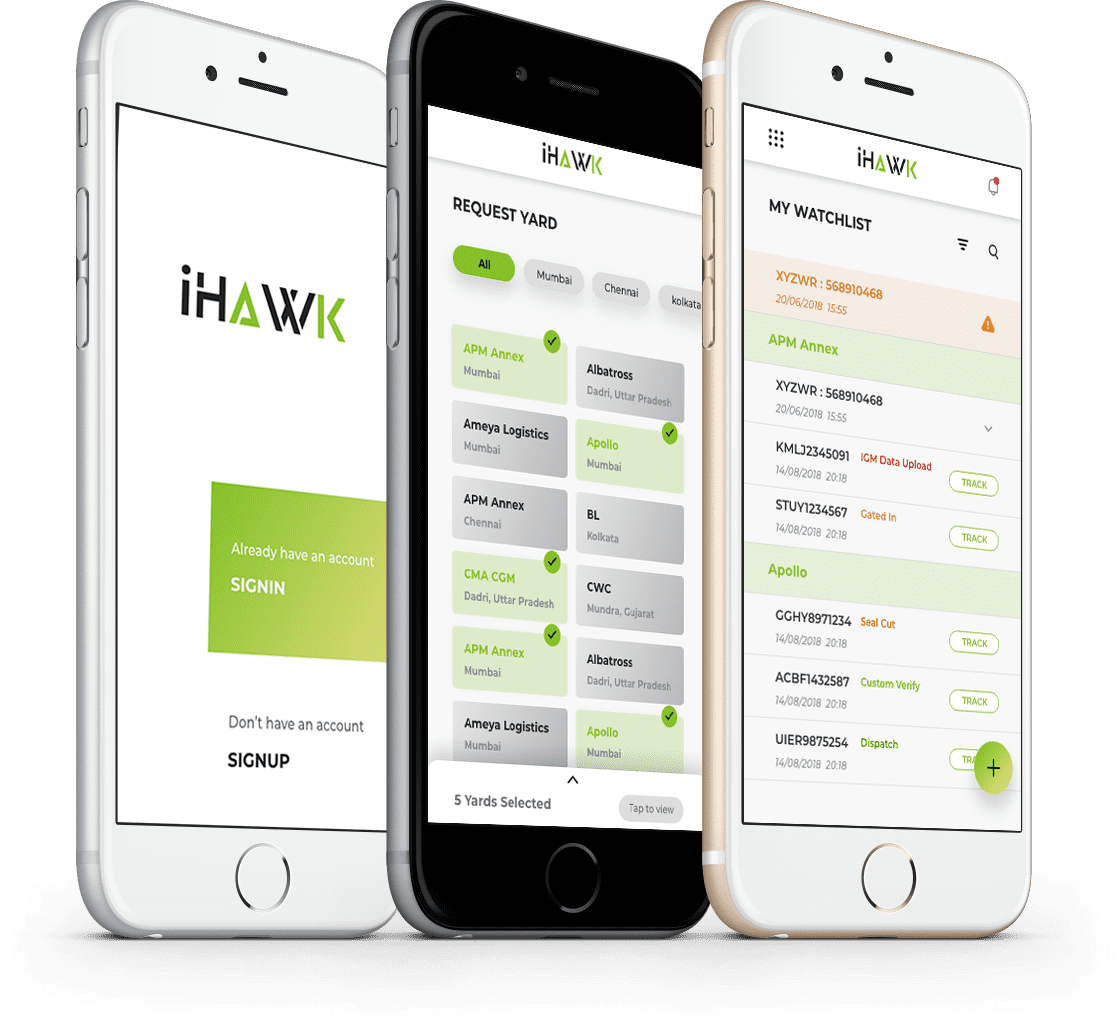 iHAWK
Already have an account
SIGNIN
Don't have an account
SIGNUP
iHAWK
REQUEST YARD
All
Mumbai
Chennai
kolkata
APM Annex
Mumbai
Albatross
Dadri, Uttar Pradesh
Ameya Logistics
Mumbai
Apollo
Mumbai
APM Annex
Chennai
BL
Kolkata
CMA CGM
Dadri, Uttar Pradesh
CWC
Mundra, Gujarat
APM Annex
Mumbai
Albatross
Dadri, Uttar Pradesh
Ameya Logistics
Mumbai
Apollo
Mumbai
5 Yards Selected
Tap to view
iHAWK
MY WATCHLIST
XYZWR : 568910468
20/06/2018 15:55
APM Annex
XYZWR : 568910468
20/06/2018 15:55
KMLJ2345091 IGM Data Upload
14/08/2018 20:18
TRACK
STUY1234567 Gated In
14/08/2018 20:18
TRACK
Apollo
GGHY8971234 Seal Cut
14/08/2018 20:18
TRACK
ACBF1432587 Custom Verify
14/08/2018 20:18
TRACK
UIER9875254 Dispatch
14/08/2018 20:18
TRA
+